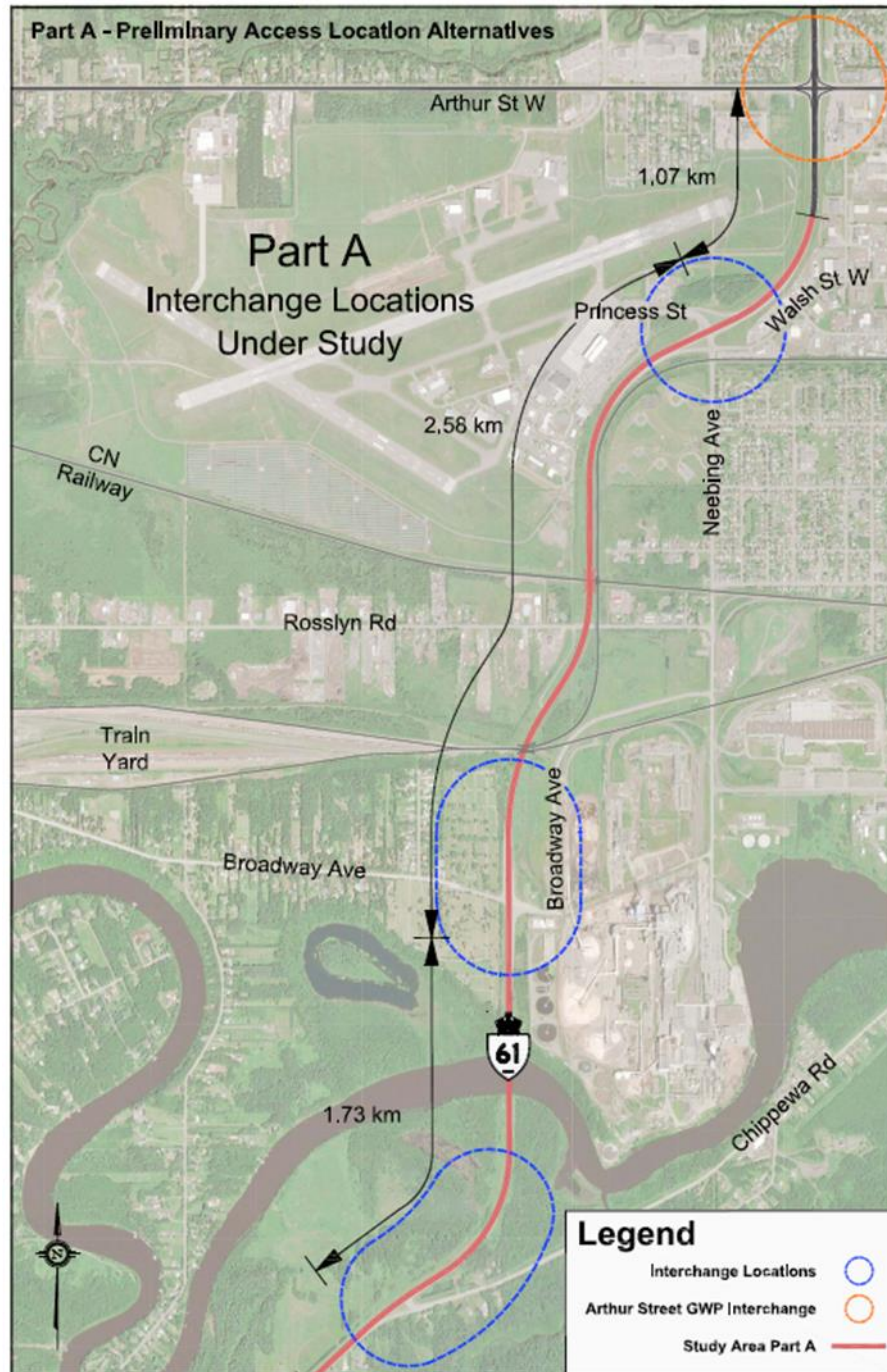 Part A - Preliminary Access Location Alternatives
Arthur St W
1,07 km
Part A
Interchange Locations
Under Study
Princess St
Walsh St W
2,58 km
CN
Railway
Neebing Ave
Rosslyn Rd
Train
Yard
Broadway Ave
Broadway Ave
61
1.73 km
Chippewa Rd
N
Legend
Interchange Locations
Arthur Street GWP Interchange
Study Area Part A